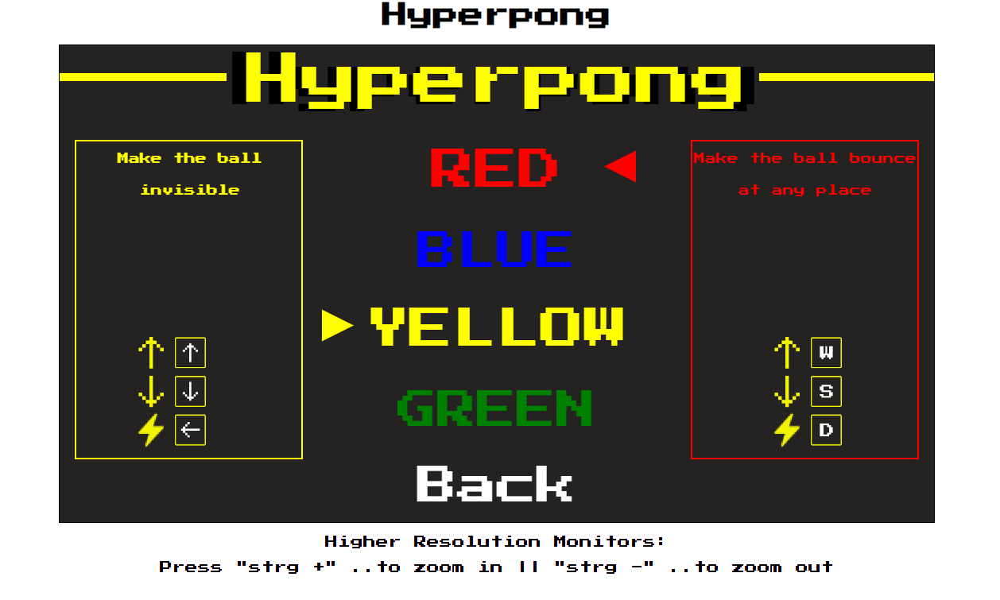 Hyperpong
Hyperpong
Make the ball
invisible
↑ ↑
↓ ↓
⚡ ←
RED
BLUE
YELLOW
GREEN
Back
Make the ball bounce
at any place
↑ W
↓ S
⚡ D
Higher Resolution Monitors:
Press "strg +" ..to zoom in || "strg -" ..to zoom out